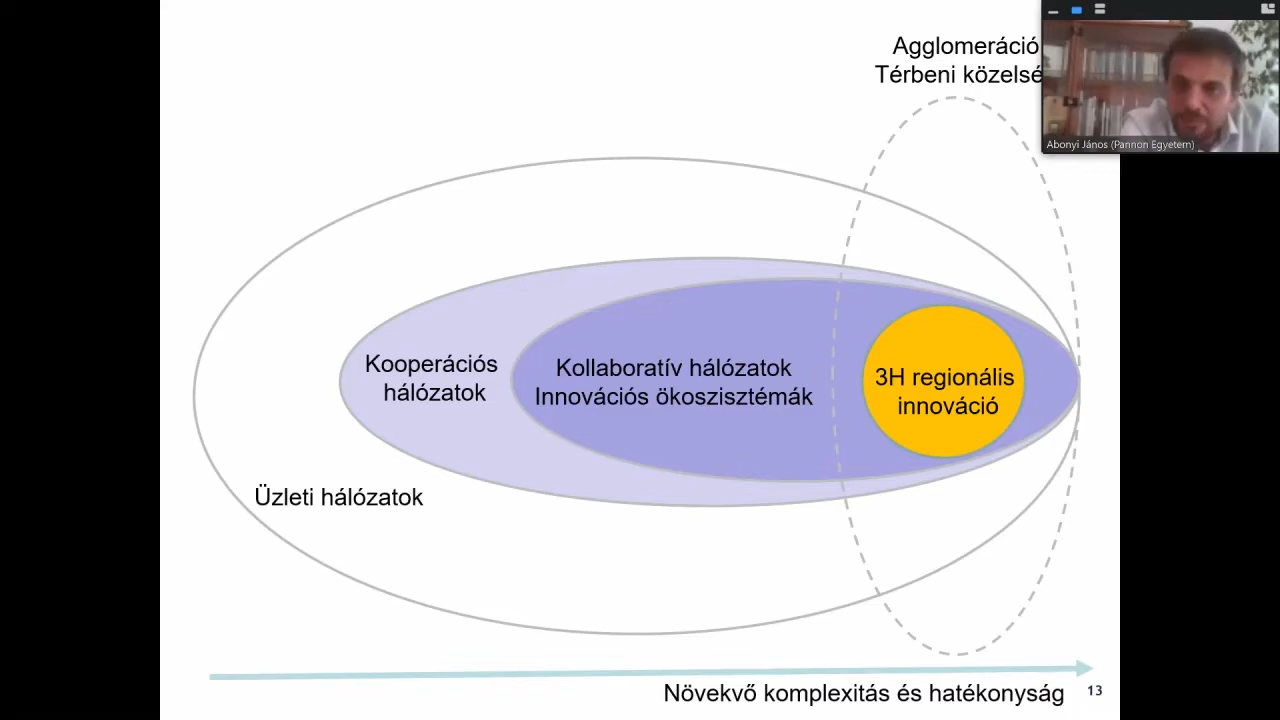 Agglomeráció
Térbeni közelsé
Abonyi János (Pannon Egyetem)
Kooperációs
hálózatok
Kollaboratív hálózatok
Innovációs ökoszisztémák
3H regionális
innováció
Üzleti hálózatok
Növekvő komplexitás és hatékonyság
13